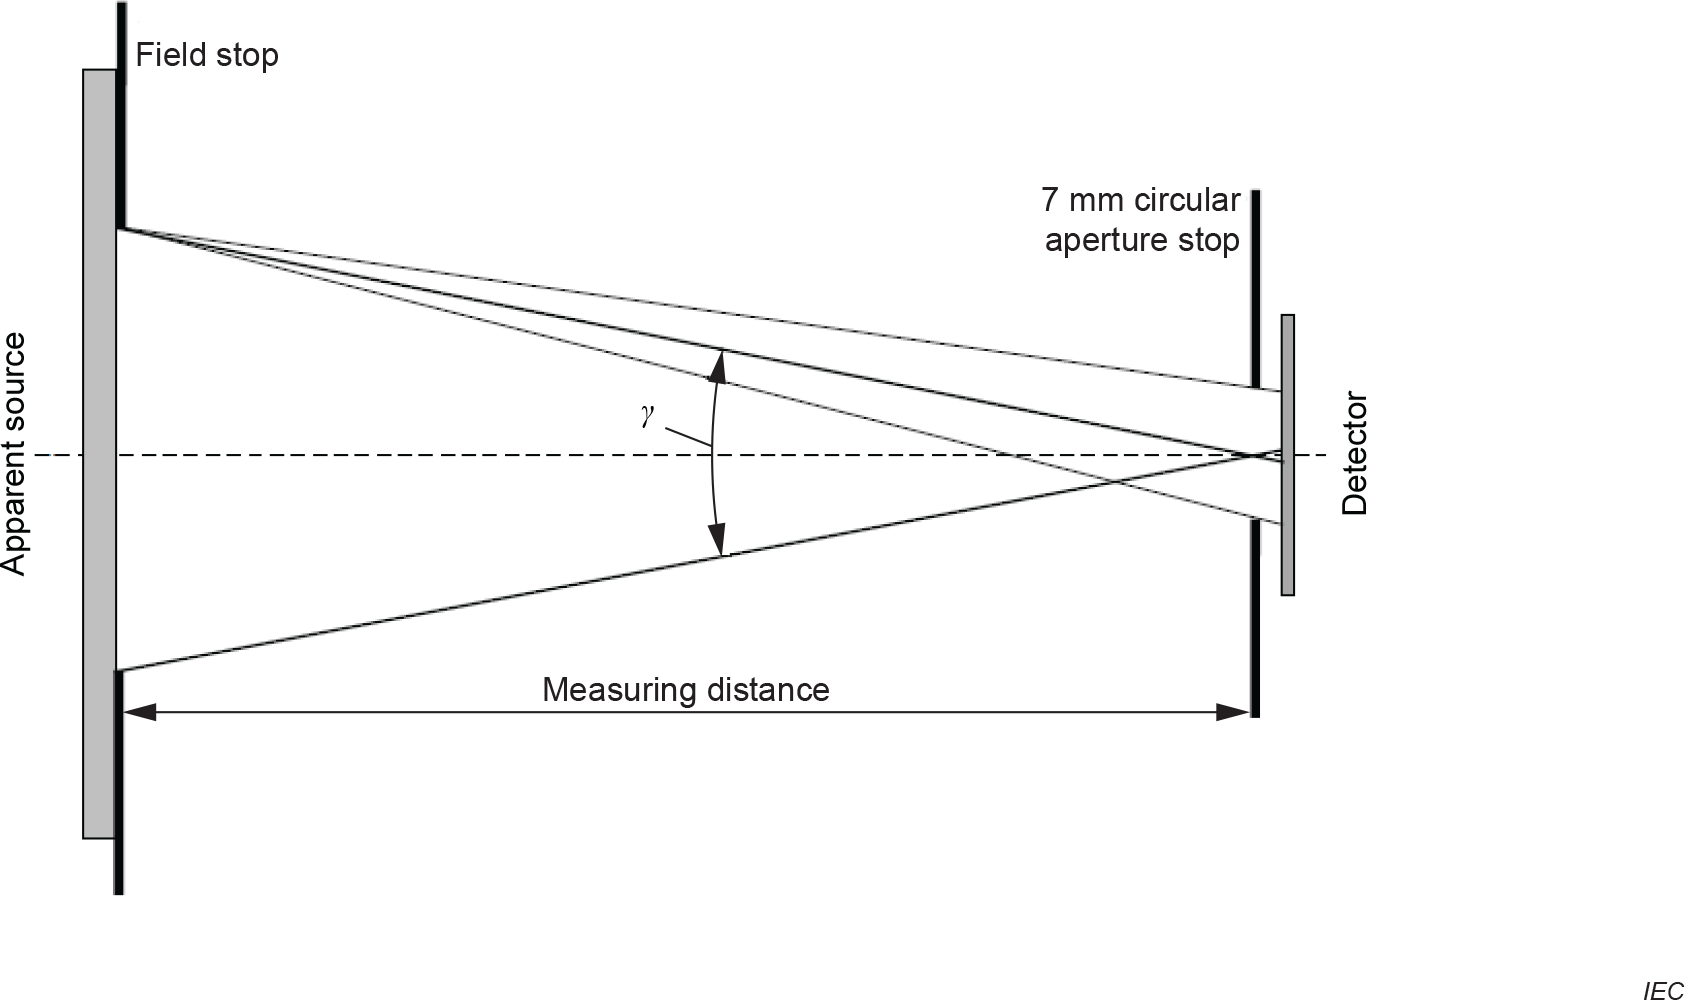 Field stop
7 mm circular
aperture stop
γ
Apparent source
Detector
Measuring distance
IEC